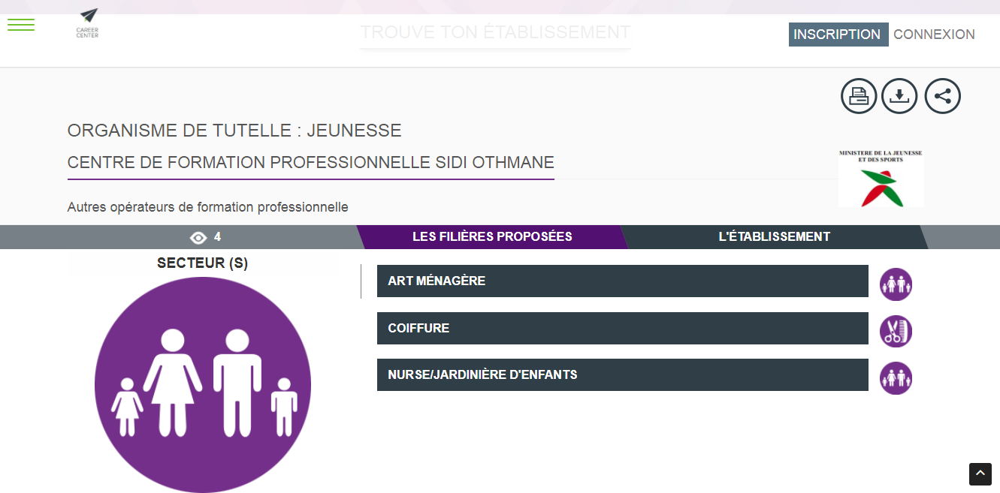 CAREER
CENTER
TROUVE TON ÉTABLISSEMENT
INSCRIPTION CONNEXION
ORGANISME DE TUTELLE : JEUNESSE
CENTRE DE FORMATION PROFESSIONNELLE SIDI OTHMANE
MINISTERE DE LA JEUNESSE
ET DES SPORTS
Autres opérateurs de formation professionnelle
4
LES FILIÈRES PROPOSÉES
L'ÉTABLISSEMENT
SECTEUR (S)
ART MÉNAGÈRE
COIFFURE
NURSE/JARDINIÈRE D'ENFANTS